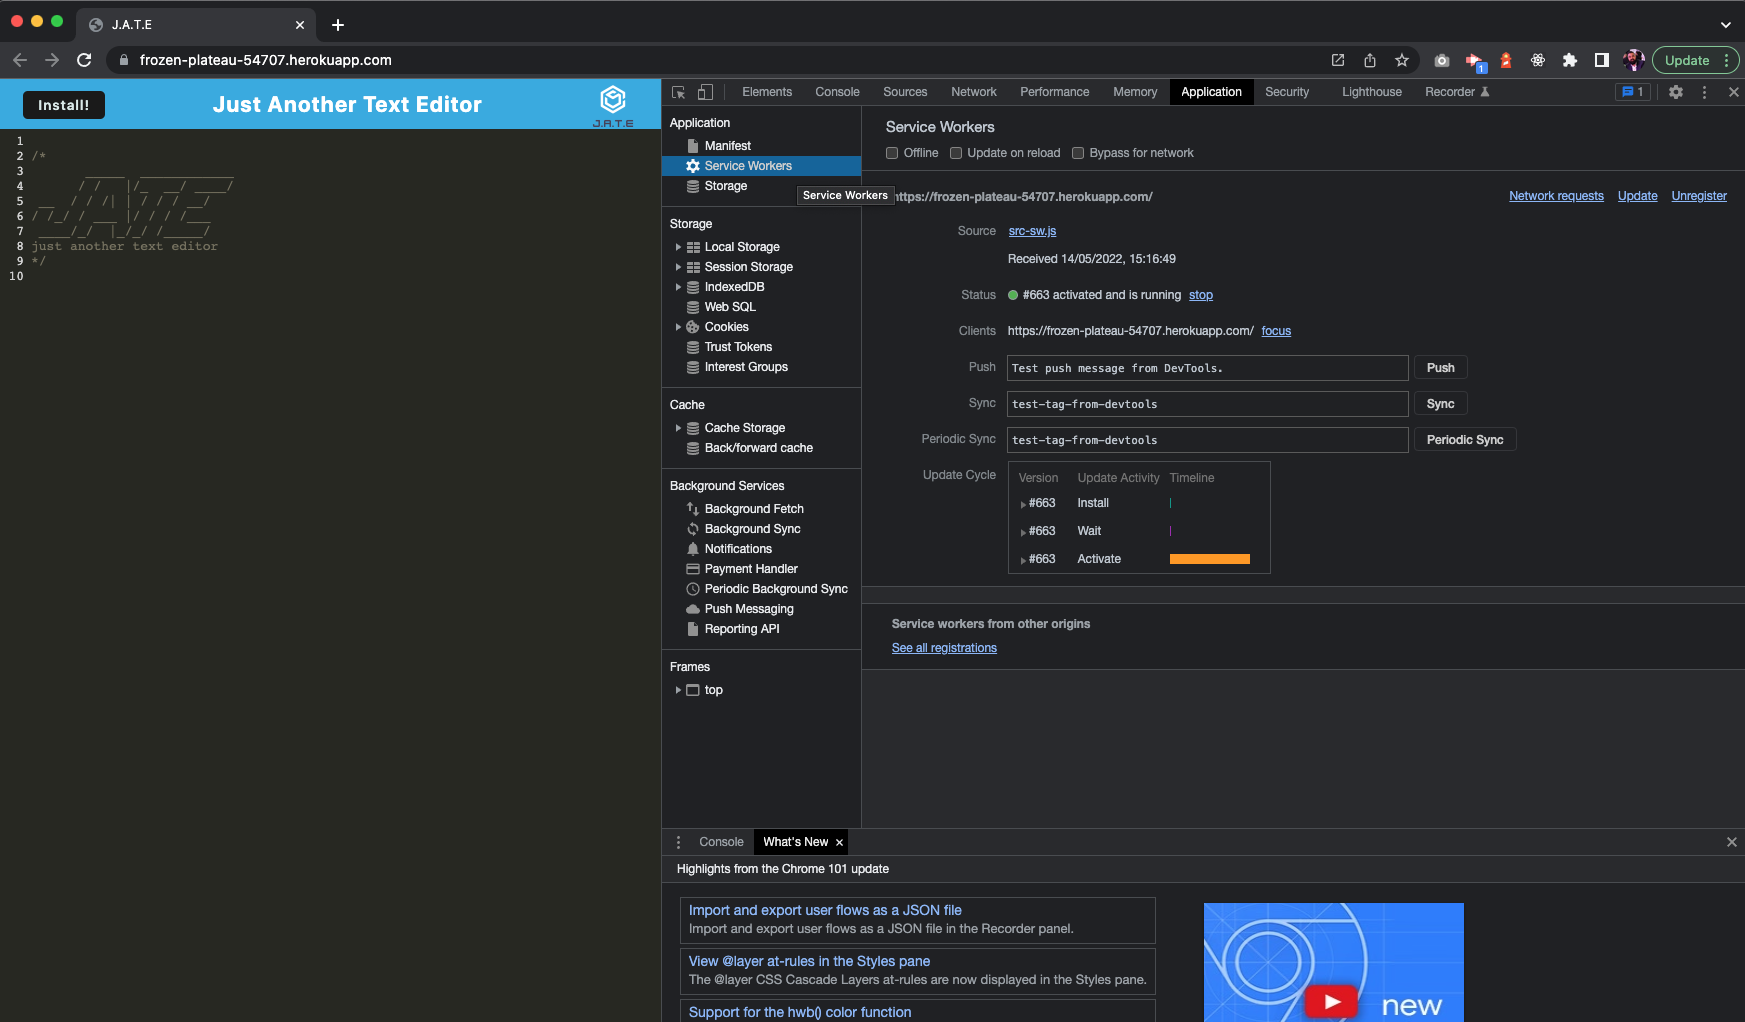 J.A.T.E
frozen-plateau-54707.herokuapp.com
1
Update
Install!
Just Another Text Editor
J.A.T.E
1
2 /*
3
4
5
6
7
8 just another text editor
9 */
10
Elements Console Sources Network Performance Memory Application Security Lighthouse Recorder 1
Application
Manifest
Service Workers
Storage
Service Workers
Storage
Local Storage
Session Storage
IndexedDB
Web SQL
Cookies
Trust Tokens
Interest Groups
Cache
Cache Storage
Back/forward cache
Background Services
Background Fetch
Background Sync
Notifications
Payment Handler
Periodic Background Sync
Push Messaging
Reporting API
Frames
top
Service Workers
Offline Update on reload Bypass for network
https://frozen-plateau-54707.herokuapp.com/ Network requests Update Unregister
Source src-sw.js
Received 14/05/2022, 15:16:49
Status #663 activated and is running stop
Clients https://frozen-plateau-54707.herokuapp.com/ focus
Push Test push message from DevTools. Push
Sync test-tag-from-devtools Sync
Periodic Sync test-tag-from-devtools Periodic Sync
Update Cycle Version Update Activity Timeline
#663 Install
#663 Wait
#663 Activate
Service workers from other origins
See all registrations
Console What's New
Highlights from the Chrome 101 update
Import and export user flows as a JSON file
Import and export user flows as a JSON file in the Recorder panel.
View @layer at-rules in the Styles pane
The @layer CSS Cascade Layers at-rules are now displayed in the Styles pane.
Support for the hwb() color function
new